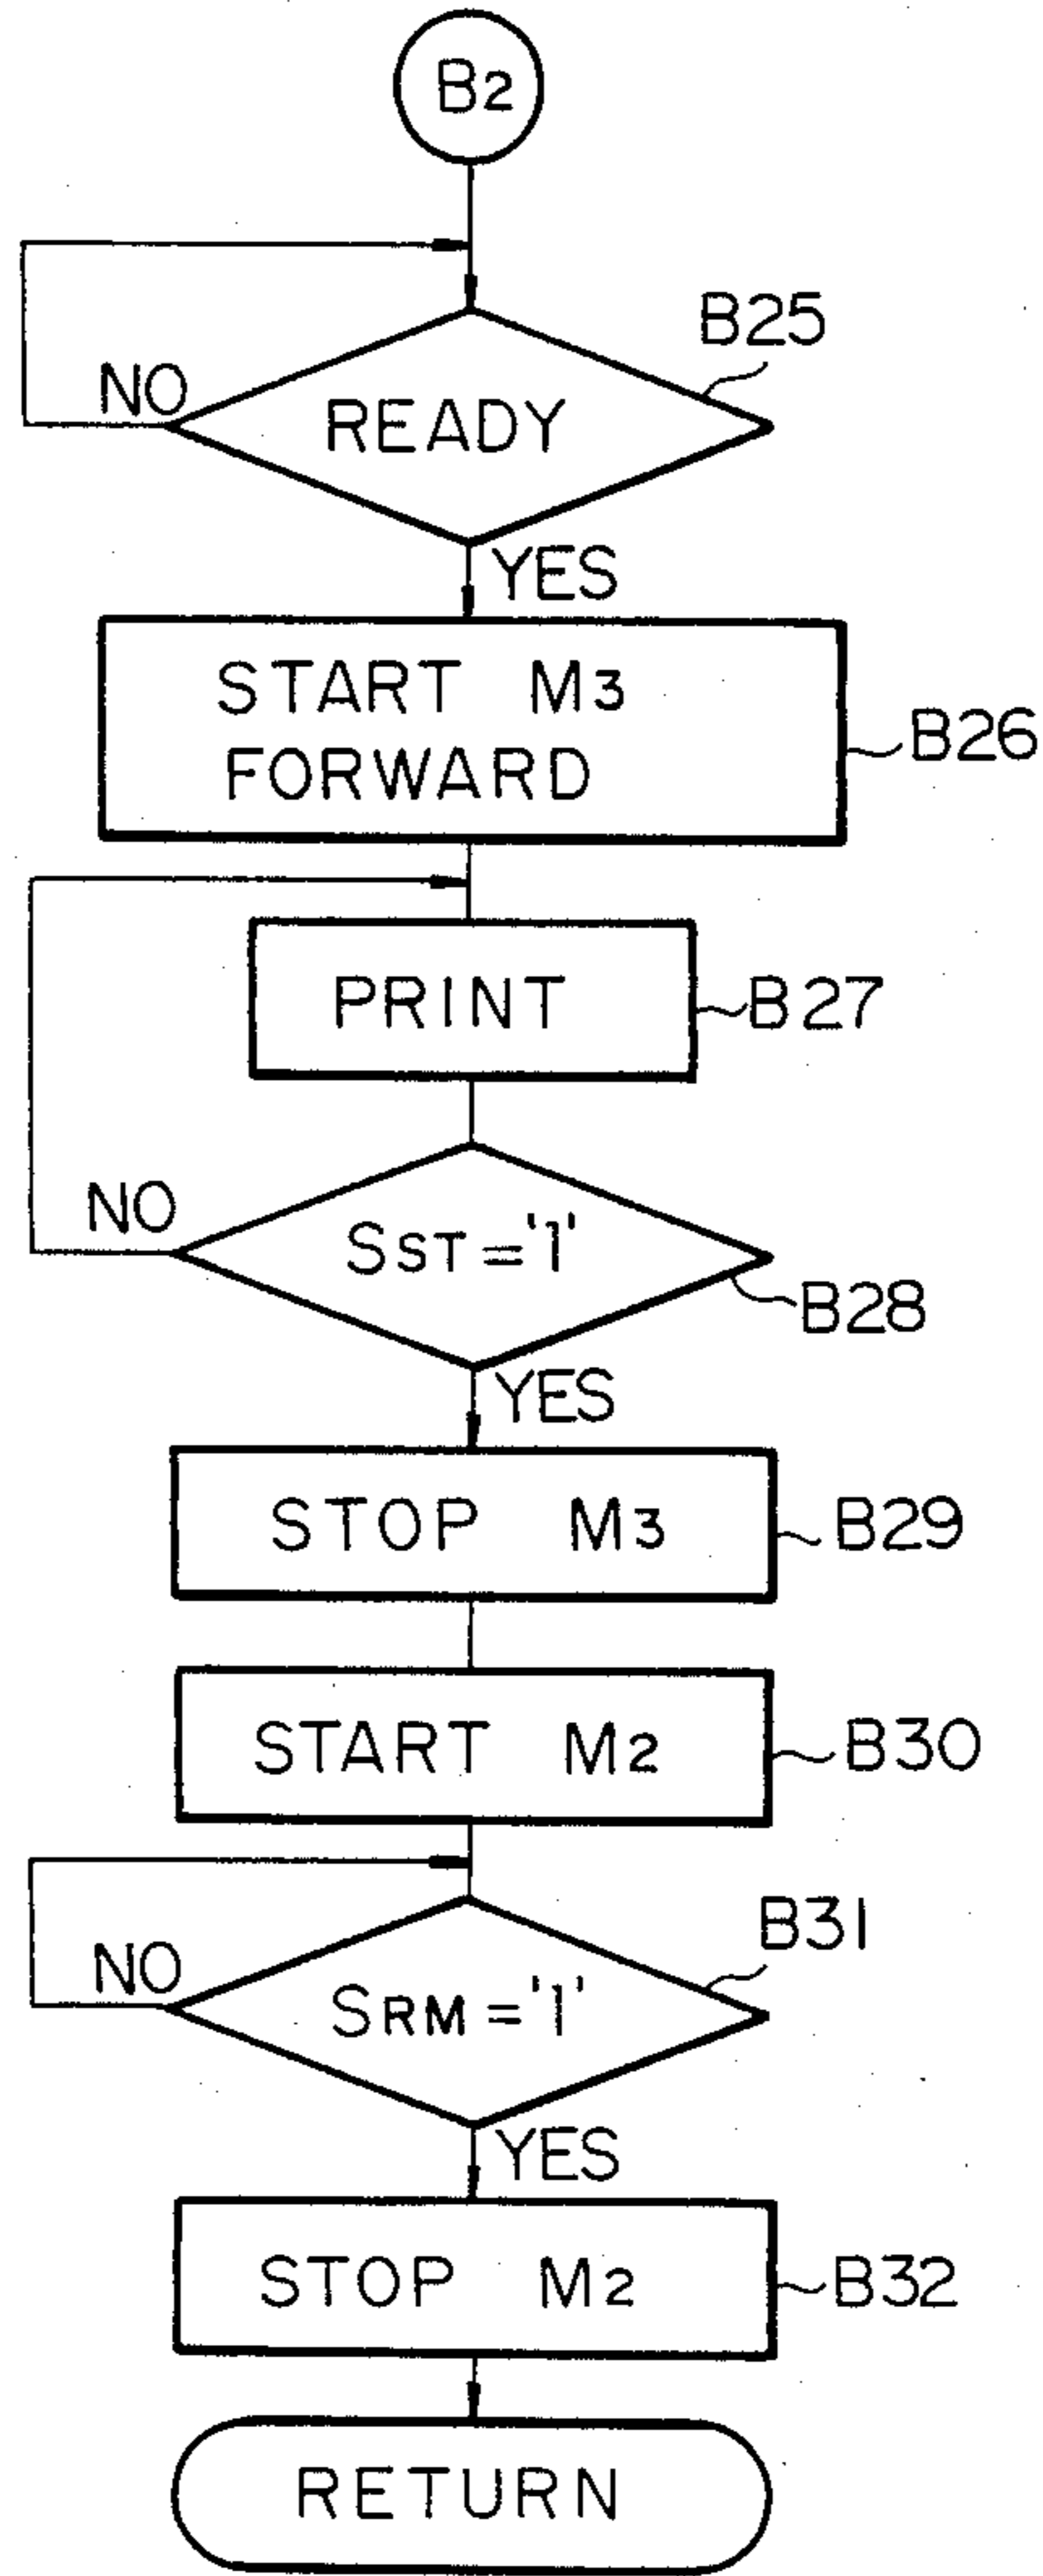 B2
B25
NO
READY
YES
START M3
FORWARD
B26
PRINT
B27
NO
SST='1'
B28
YES
STOP M3
B29
START M2
B30
B31
NO
SRM='1'
YES
STOP M2
B32
RETURN